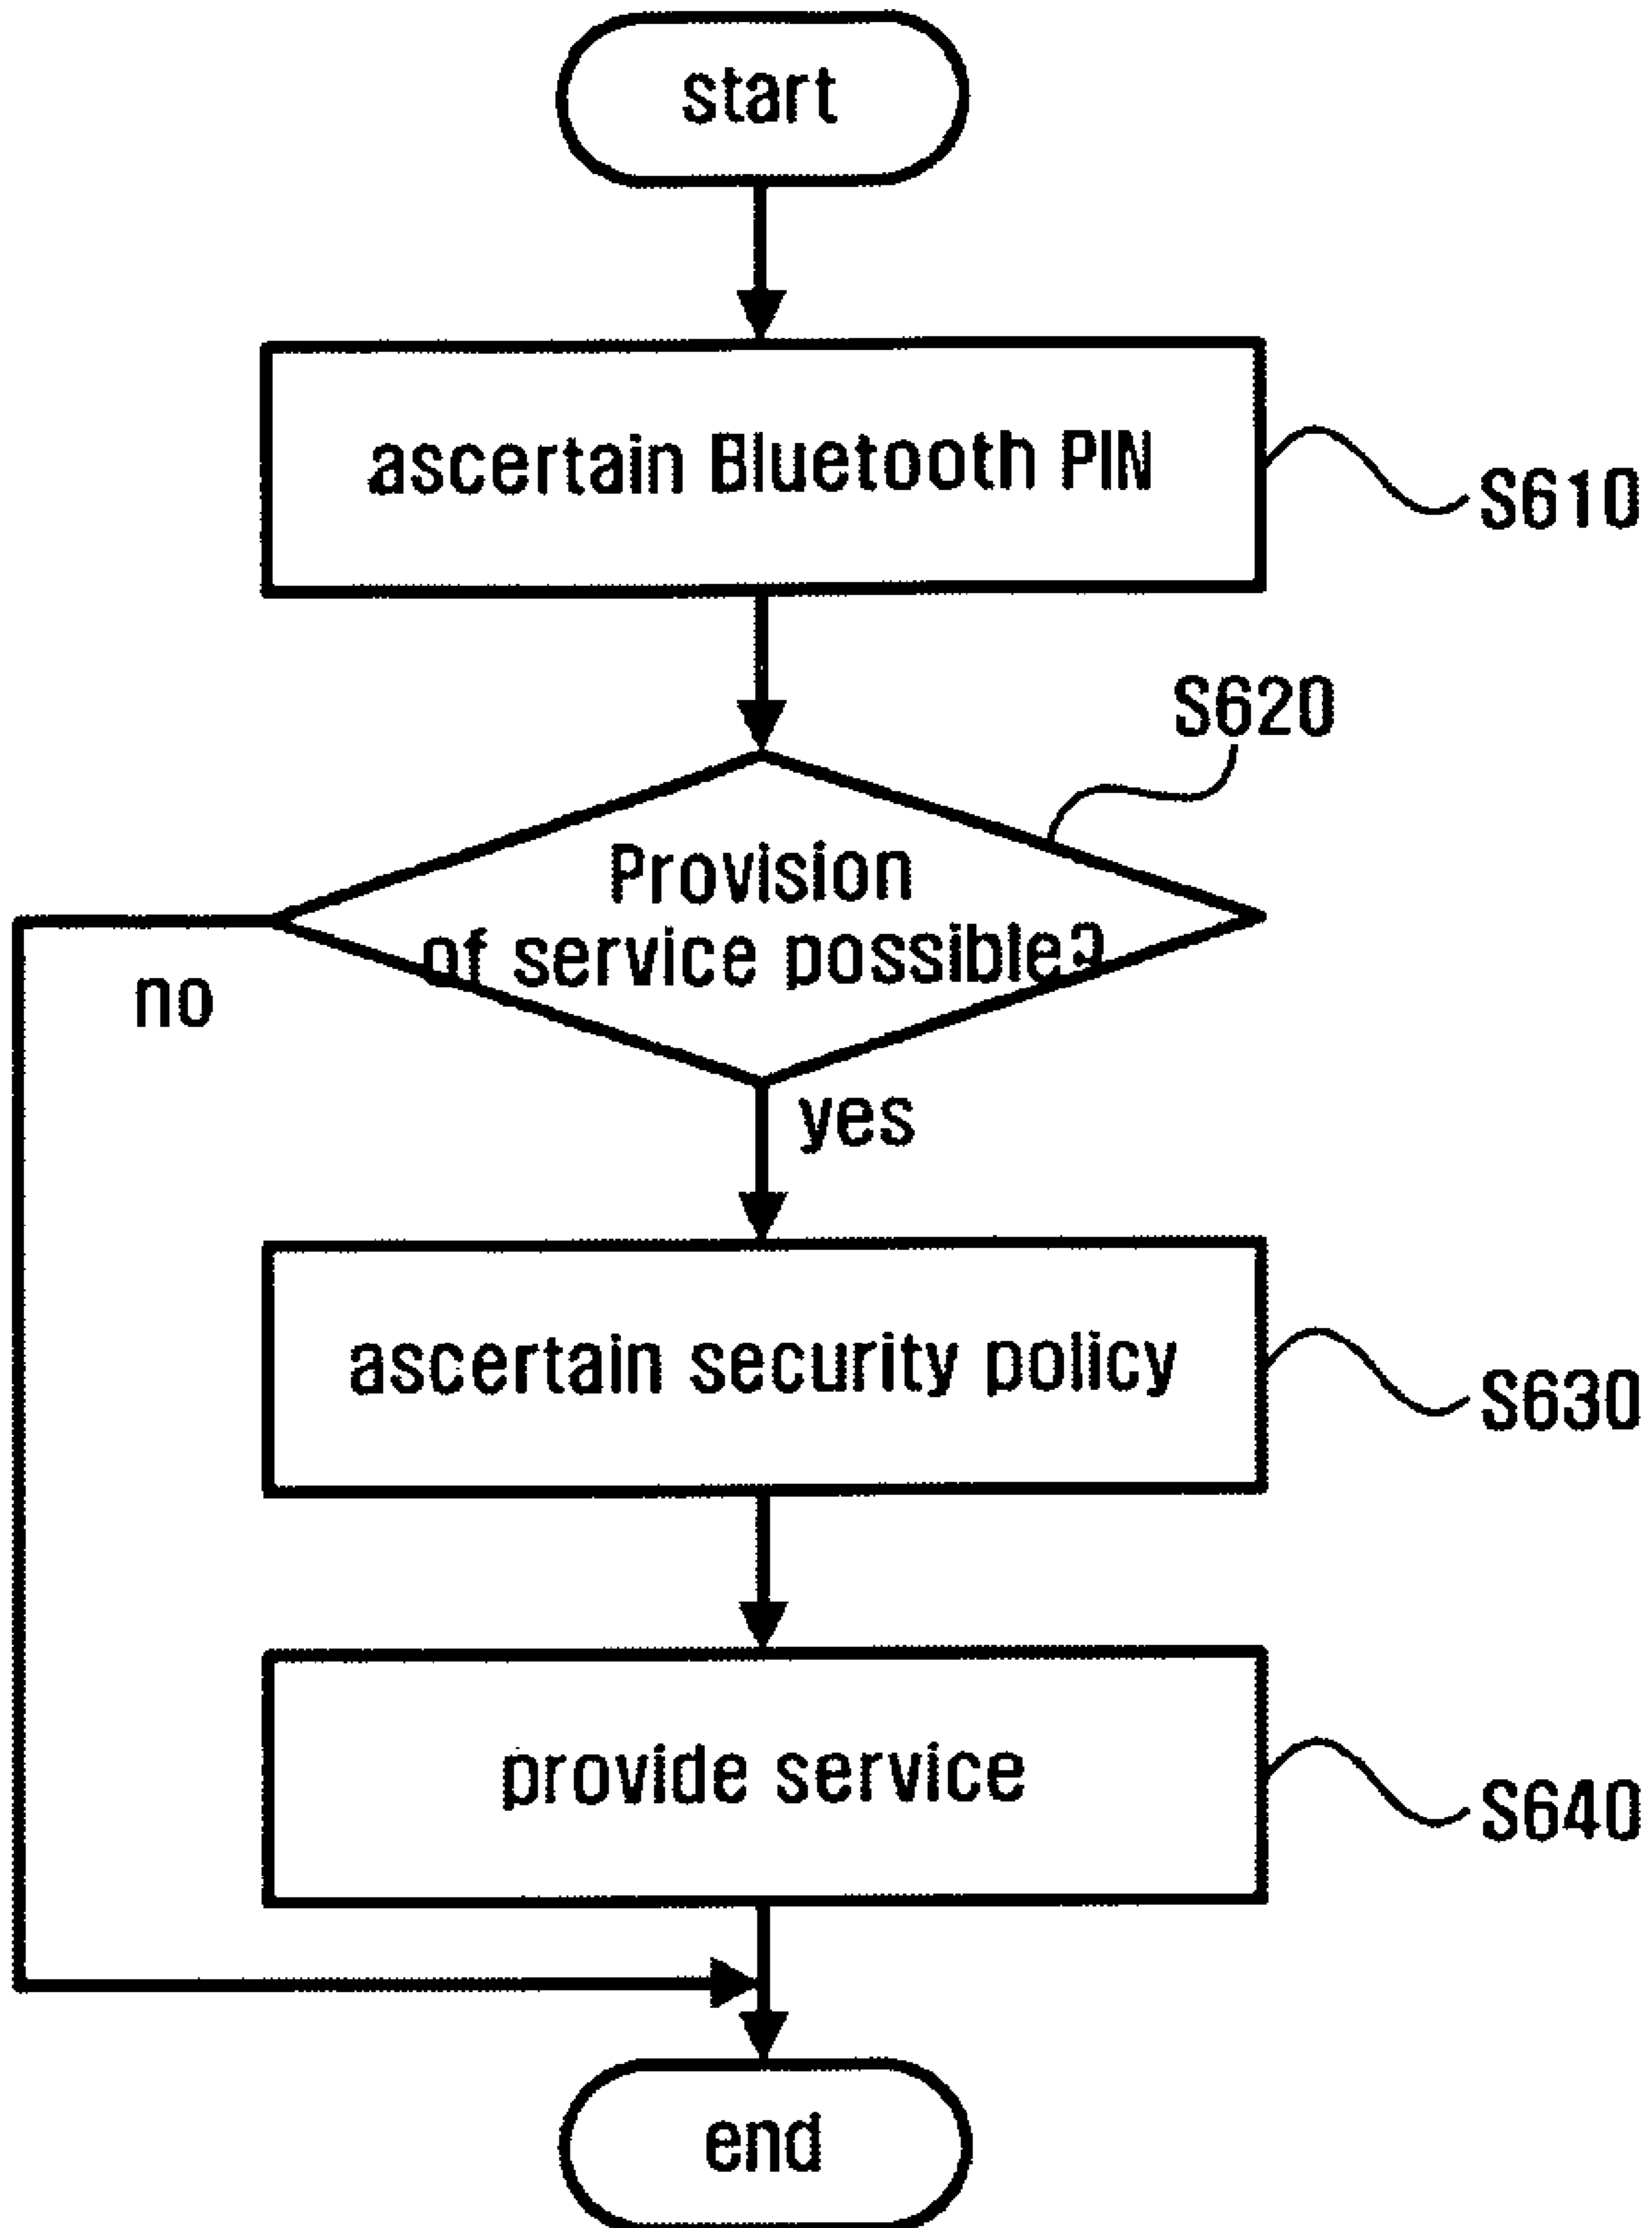 start
ascertain Bluetooth PIN
S610
S620
Provision
of service possible?
no
yes
ascertain security policy
S630
provide service
S640
end